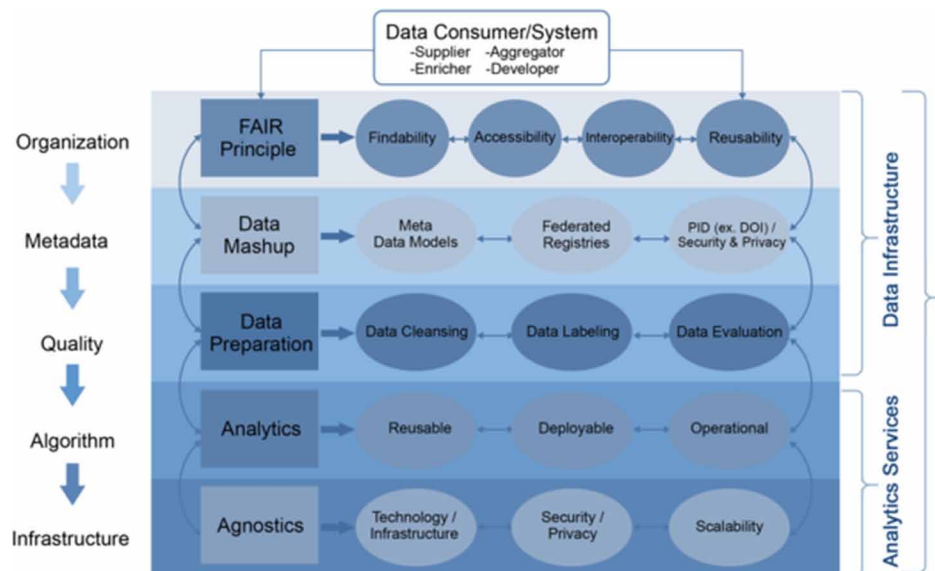 Data Consumer/System
-Supplier -Aggregator
-Enricher -Developer
Organization
FAIR
Principle
Findability
Accessibility
Interoperability
Reusability
Metadata
Data
Mashup
Meta
Data Models
Federated
Registries
PID (ex. DOI) /
Security & Privacy
Quality
Data
Preparation
Data Cleansing
Data Labeling
Data Evaluation
Algorithm
Analytics
Reusable
Deployable
Operational
Infrastructure
Agnostics
Technology /
Infrastructure
Security /
Privacy
Scalability
Data Infrastructure
Analytics Services